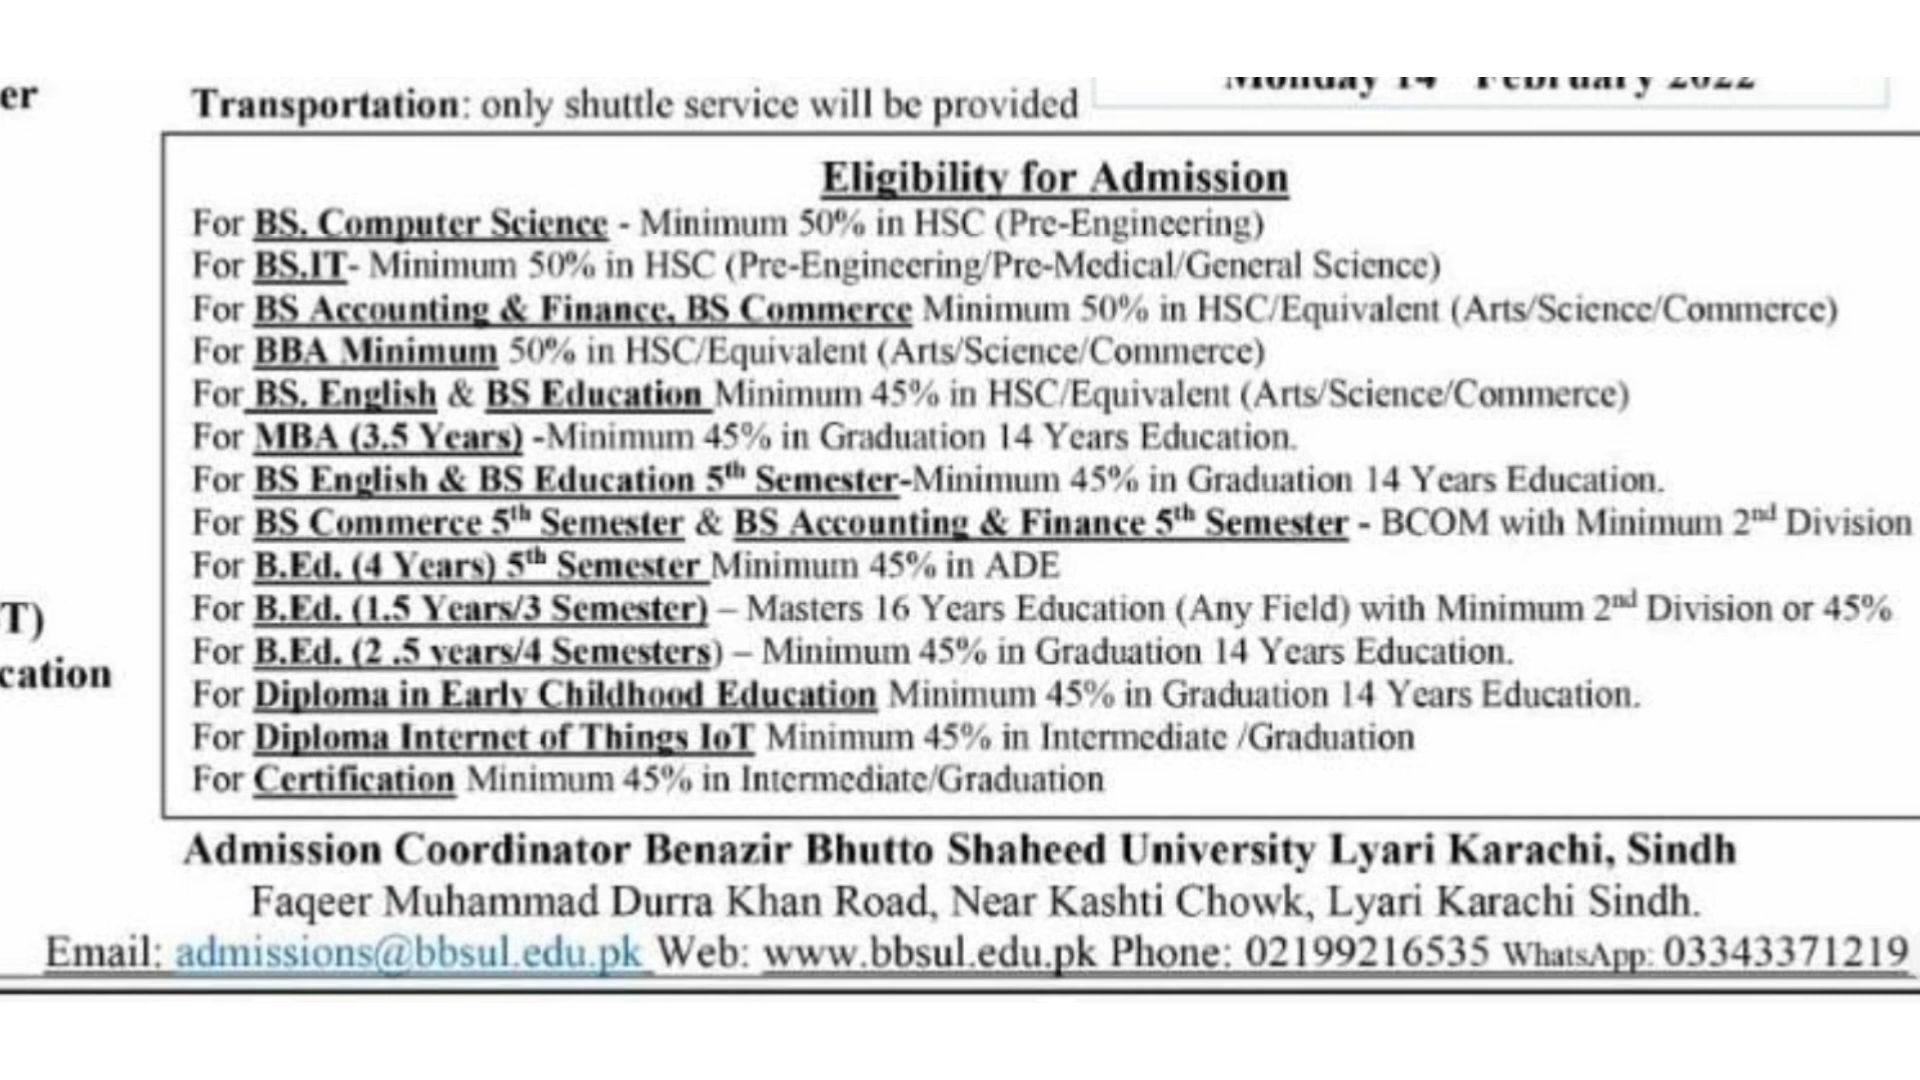 er
Monday 14 February 2022
Transportation: only shuttle service will be provided
Eligibility for Admission
For BS. Computer Science - Minimum 50% in HSC (Pre-Engineering)
For BS.IT- Minimum 50% in HSC (Pre-Engineering/Pre-Medical/General Science)
For BS Accounting & Finance, BS Commerce Minimum 50% in HSC/Equivalent (Arts/Science/Commerce)
For BBA Minimum 50% in HSC/Equivalent (Arts/Science/Commerce)
For BS. English & BS Education Minimum 45% in HSC/Equivalent (Arts/Science/Commerce)
For MBA (3.5 Years) -Minimum 45% in Graduation 14 Years Education.
For BS English & BS Education 5th Semester-Minimum 45% in Graduation 14 Years Education.
For BS Commerce 5th Semester & BS Accounting & Finance 5th Semester - BCOM with Minimum 2nd Division
For B.Ed. (4 Years) 5th Semester Minimum 45% in ADE
T)
For B.Ed. (1.5 Years/3 Semester) – Masters 16 Years Education (Any Field) with Minimum 2nd Division or 45%
For B.Ed. (2 .5 years/4 Semesters) – Minimum 45% in Graduation 14 Years Education.
cation
For Diploma in Early Childhood Education Minimum 45% in Graduation 14 Years Education.
For Diploma Internet of Things IoT Minimum 45% in Intermediate /Graduation
For Certification Minimum 45% in Intermediate/Graduation
Admission Coordinator Benazir Bhutto Shaheed University Lyari Karachi, Sindh
Faqeer Muhammad Durra Khan Road, Near Kashti Chowk, Lyari Karachi Sindh.
Email: admissions@bbsul.edu.pk Web: www.bbsul.edu.pk Phone: 02199216535 WhatsApp: 03343371219